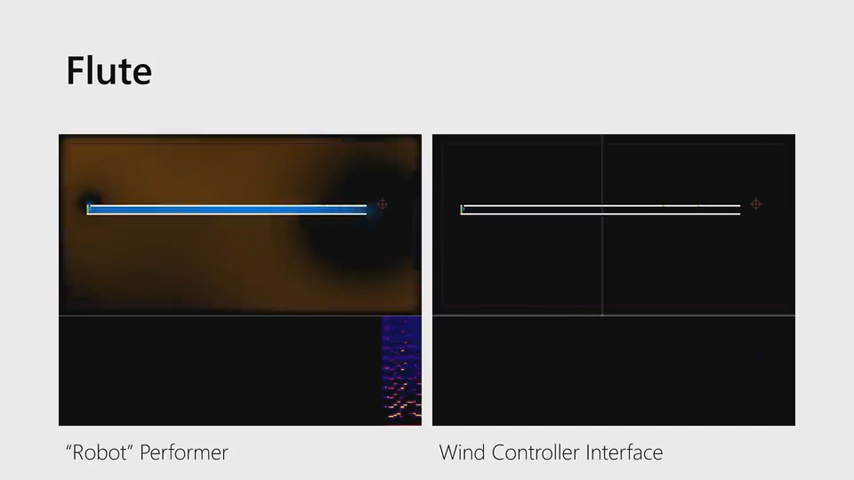 Flute
“Robot” Performer
Wind Controller Interface